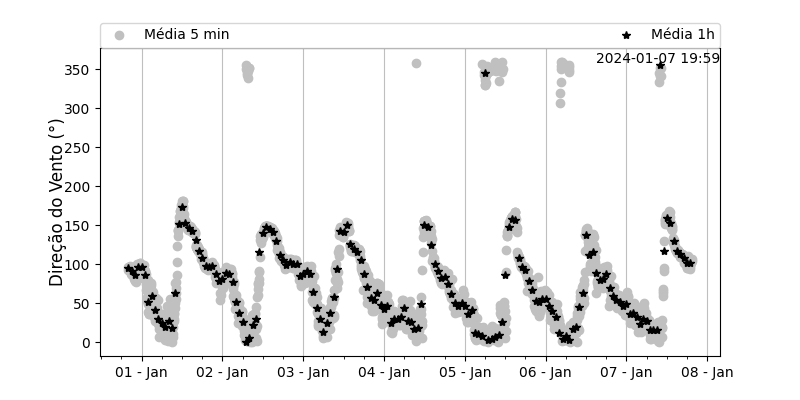 Média 5 min
Média 1h
2024-01-07 19:59
Direção do Vento (°)
350
300
250
200
150
100
50
0
01 - Jan
02 - Jan
03 - Jan
04 - Jan
05 - Jan
06 - Jan
07 - Jan
08 - Jan